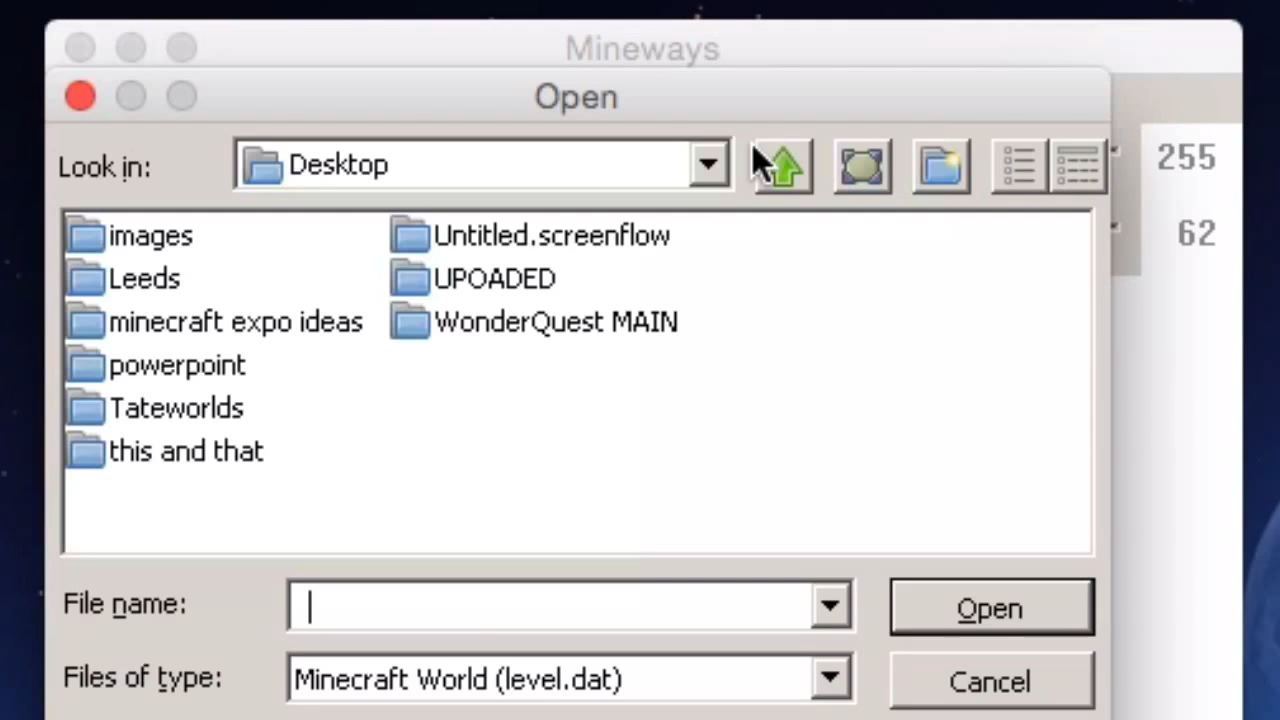 Mineways
Open
Look in:
Desktop
255
62
images
Leeds
minecraft expo ideas
powerpoint
Tateworlds
this and that
Untitled.screenflow
UPOADED
WonderQuest MAIN
File name:
Open
Files of type:
Minecraft World (level.dat)
Cancel